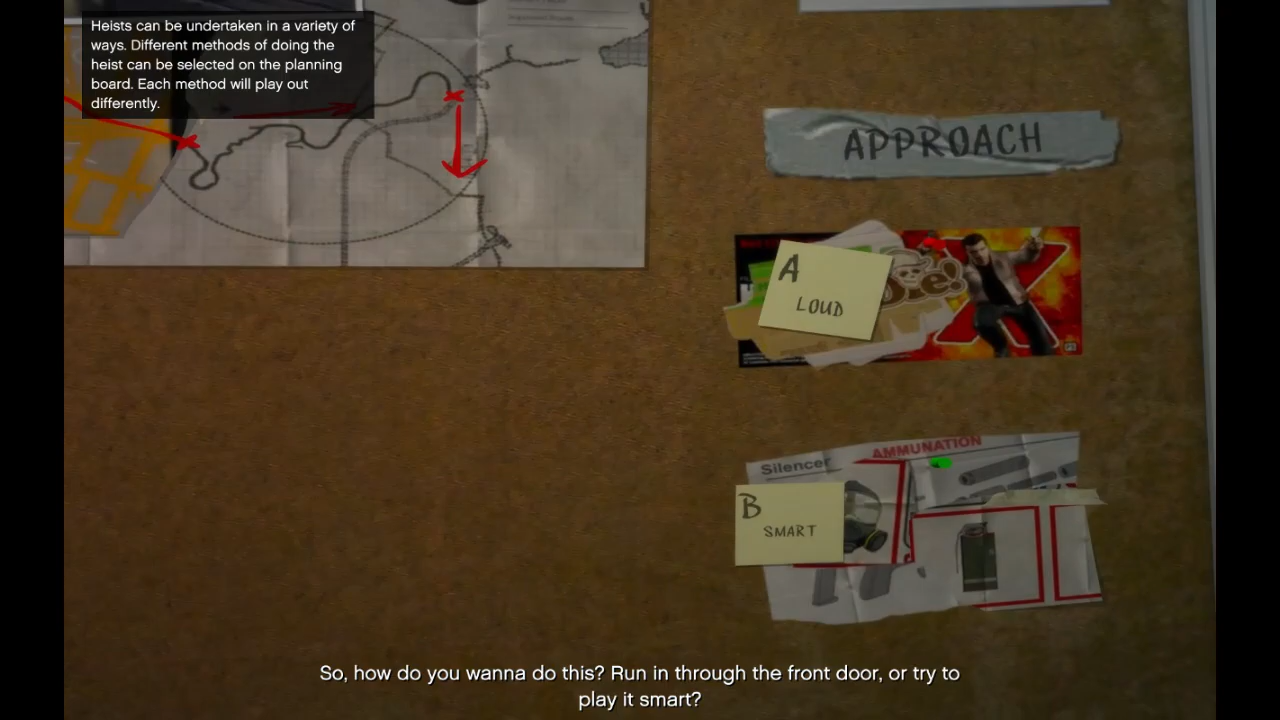 Heists can be undertaken in a variety of
ways. Different methods of doing the
heist can be selected on the planning
board. Each method will play out
differently.
APPROACH
A
LOUD
Die!
X
AMMUNATION
Silencer
B
SMART
So, how do you wanna do this? Run in through the front door, or try to
play it smart?